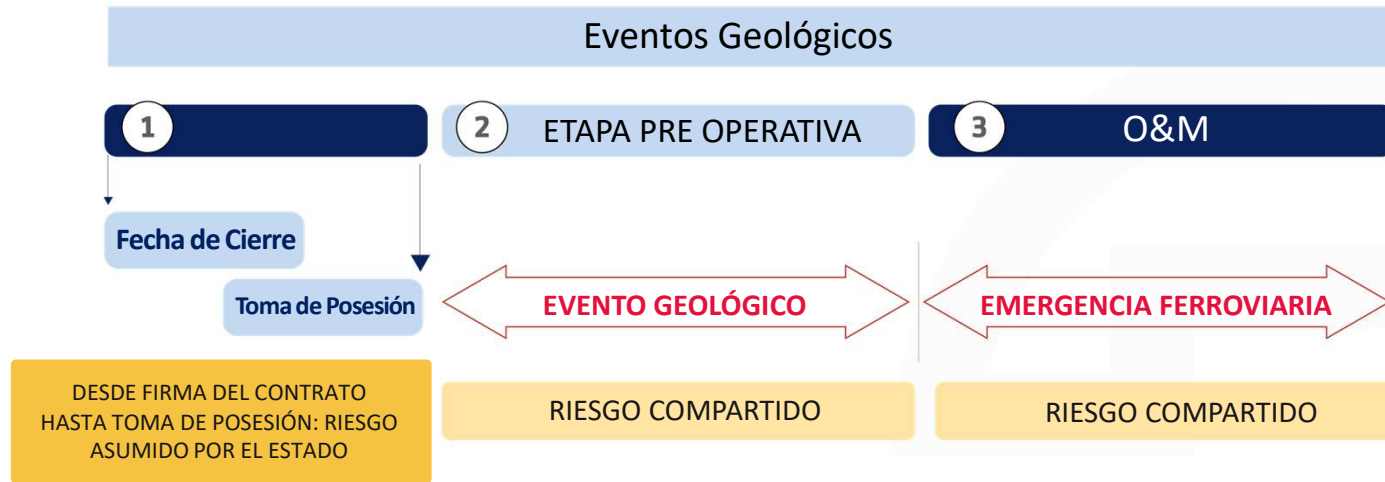 Eventos Geológicos
1
2
ETAPA PRE OPERATIVA
3
O&M
Fecha de Cierre
Toma de Posesión
EVENTO GEOLÓGICO
EMERGENCIA FERROVIARIA
DESDE FIRMA DEL CONTRATO
HASTA TOMA DE POSESIÓN: RIESGO
ASUMIDO POR EL ESTADO
RIESGO COMPARTIDO
RIESGO COMPARTIDO